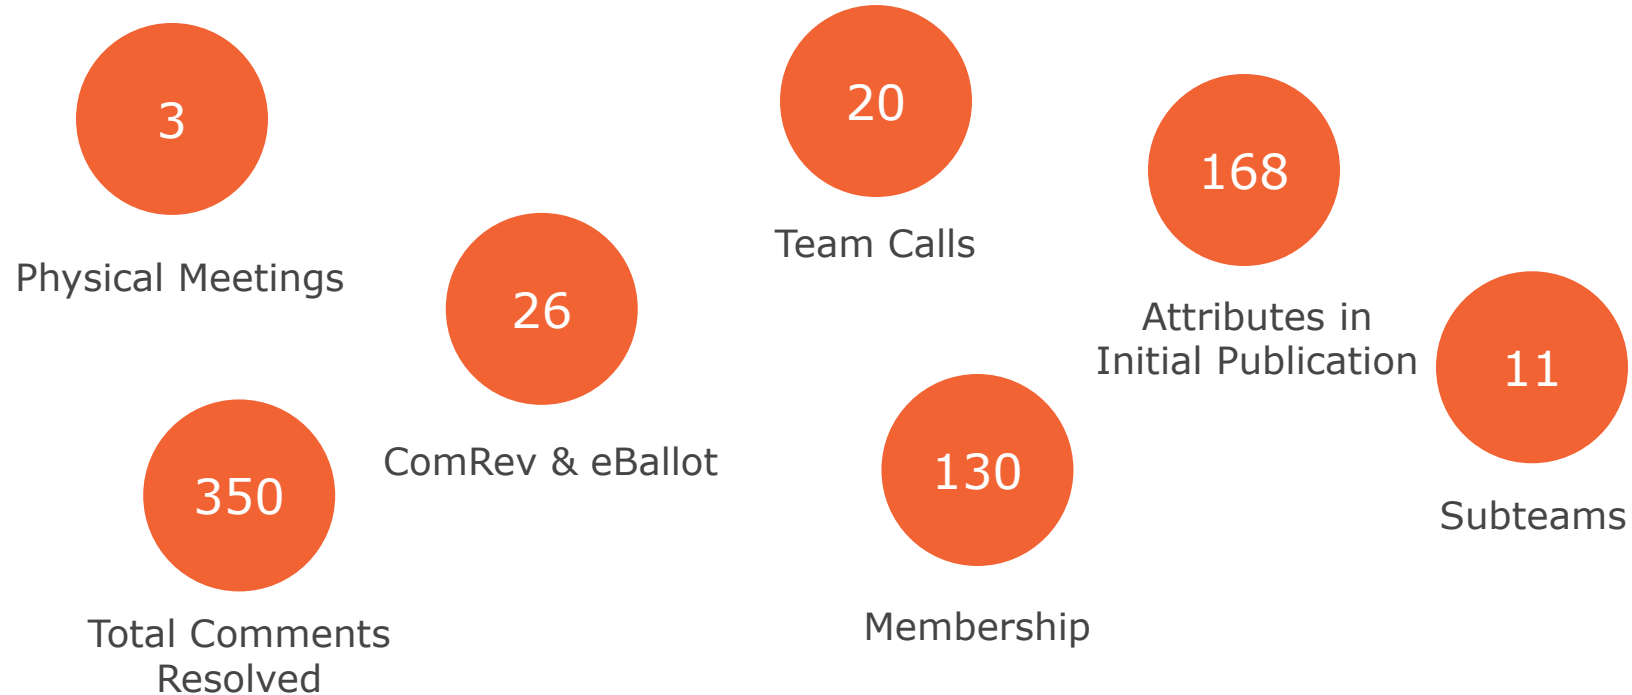 3
Physical Meetings
26
ComRev & eBallot
350
Total Comments
Resolved
20
Team Calls
168
Attributes in
Initial Publication
130
Membership
11
Subteams